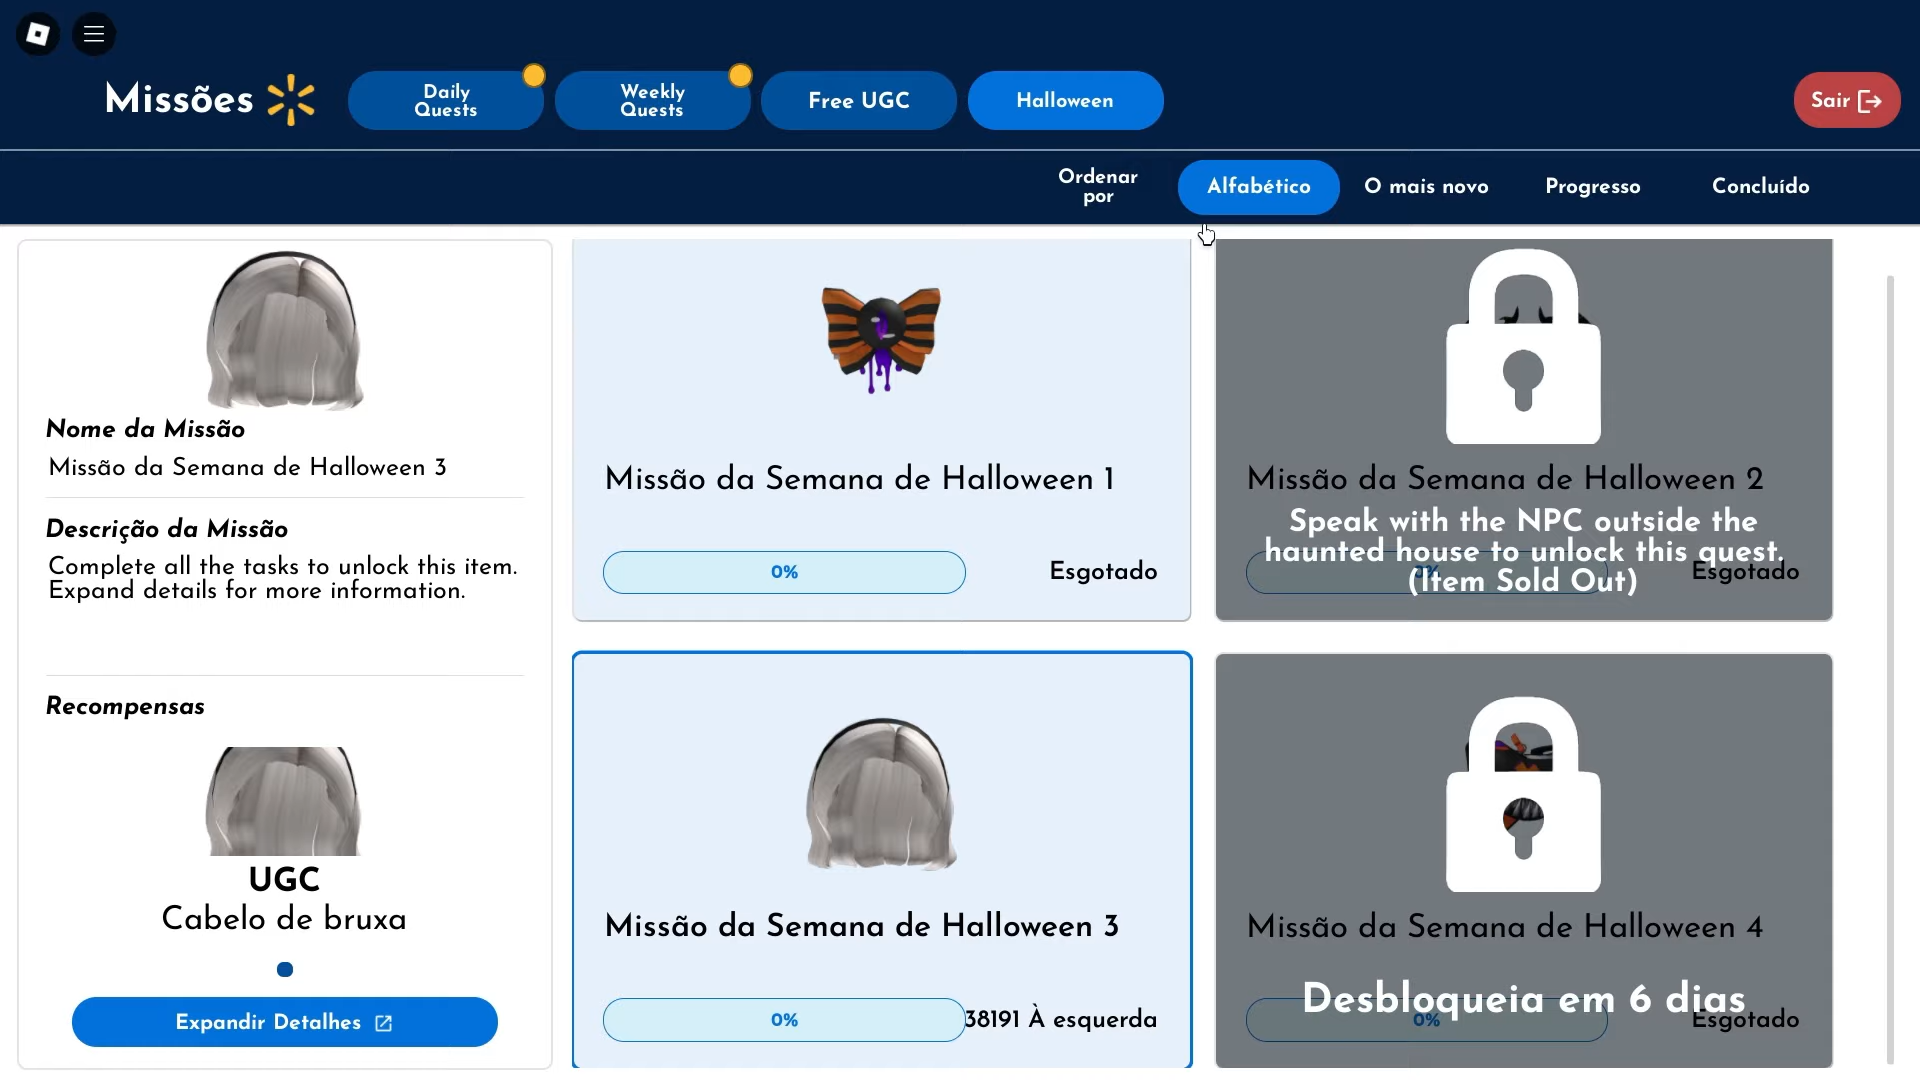 Missões
Daily
Quests
Weekly
Quests
Free UGC
Halloween
Sair
Ordenar
por
Alfabético
O mais novo
Progresso
Concluído
Nome da Missão
Missão da Semana de Halloween 3
Descrição da Missão
Complete all the tasks to unlock this item.
Expand details for more information.
Recompensas
UGC
Cabelo de bruxa
Expandir Detalhes
Missão da Semana de Halloween 1
0%
Esgotado
Missão da Semana de Halloween 2
Speak with the NPC outside the
haunted house to unlock this quest.
(Item Sold Out)
0%
Esgotado
Missão da Semana de Halloween 3
0%
38191 À esquerda
Missão da Semana de Halloween 4
Desbloqueia em 6 dias
0%
Esgotado